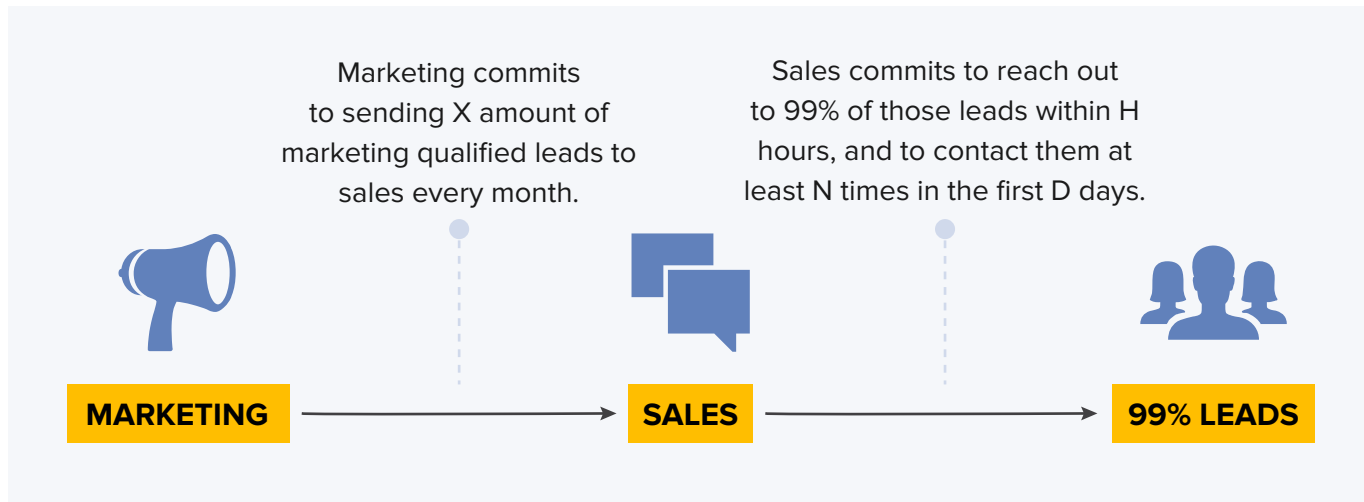 Marketing commits
to sending X amount of
marketing qualified leads to
sales every month.
Sales commits to reach out
to 99% of those leads within H
hours, and to contact them at
least N times in the first D days.
MARKETING
SALES
99% LEADS